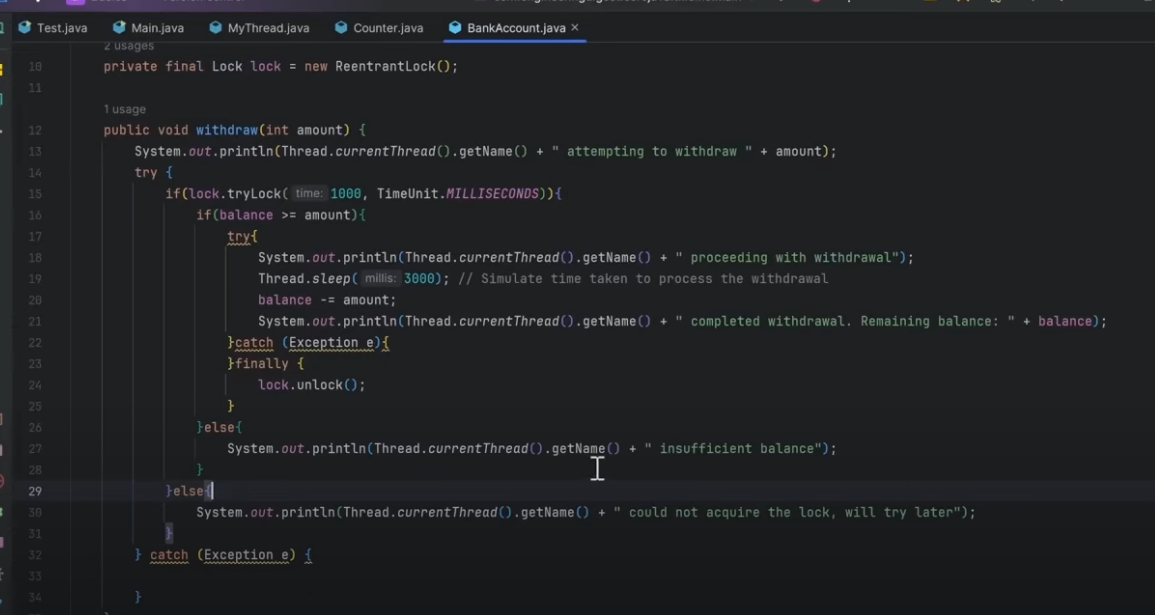 Test.java Main.java MyThread.java Counter.java BankAccount.java ×
2 usages
10 private final Lock lock = new ReentrantLock();
11
1 usage
12 public void withdraw(int amount) {
13 System.out.println(Thread.currentThread().getName() + " attempting to withdraw " + amount);
14 try {
15 if(lock.tryLock( time: 1000, TimeUnit.MILLISECONDS)){
16 if(balance >= amount){
17 try{
18 System.out.println(Thread.currentThread().getName() + " proceeding with withdrawal");
19 Thread.sleep( millis: 3000); // Simulate time taken to process the withdrawal
20 balance -= amount;
21 System.out.println(Thread.currentThread().getName() + " completed withdrawal. Remaining balance: " + balance);
22 }catch (Exception e){
23 }finally {
24 lock.unlock();
25 }
26 }else{
27 System.out.println(Thread.currentThread().getName() + " insufficient balance");
28 }
29 }else{
30 System.out.println(Thread.currentThread().getName() + " could not acquire the lock, will try later");
31 }
32 } catch (Exception e) {
33
34 }